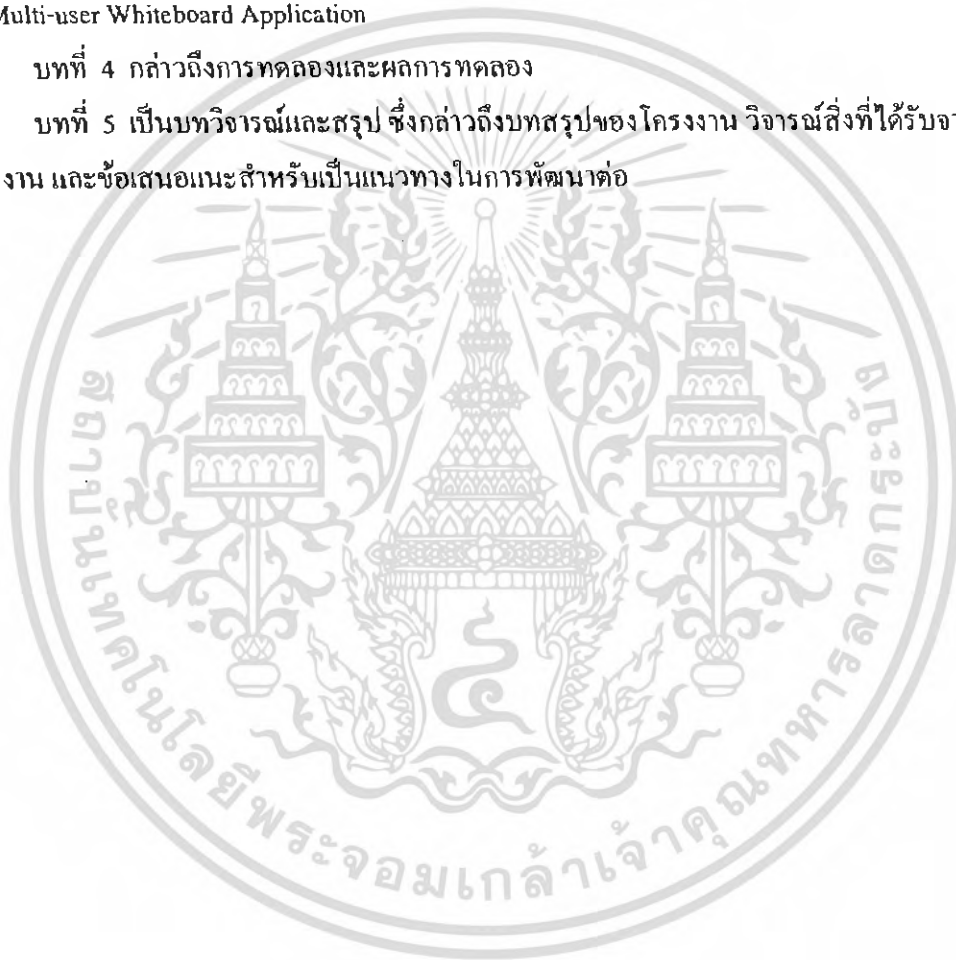 Multi-user Whiteboard Application
บทที่ 4 กล่าวถึงการทดลองและผลการทดลอง
บทที่ 5 เป็นบทวิจารณ์และสรุป ซึ่งกล่าวถึงบทสรุปของโครงงาน วิจารณ์สิ่งที่ได้รับจา
งาน และข้อเสนอแนะสำหรับเป็นแนวทางในการพัฒนาต่อ
สถาบันเทคโนโลยีพระจอมเกล้าเจ้าคุณทหารลาดกระบัง